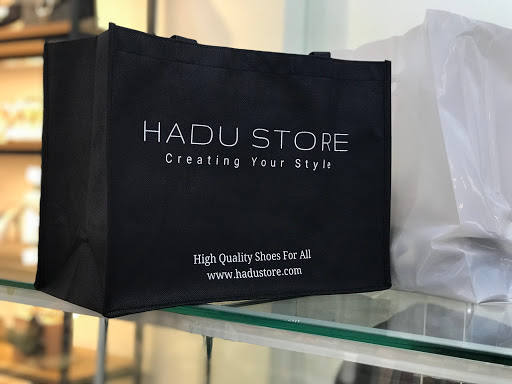 HADU STORE
Creating Your Style
High Quality Shoes For All
www.hadustore.com